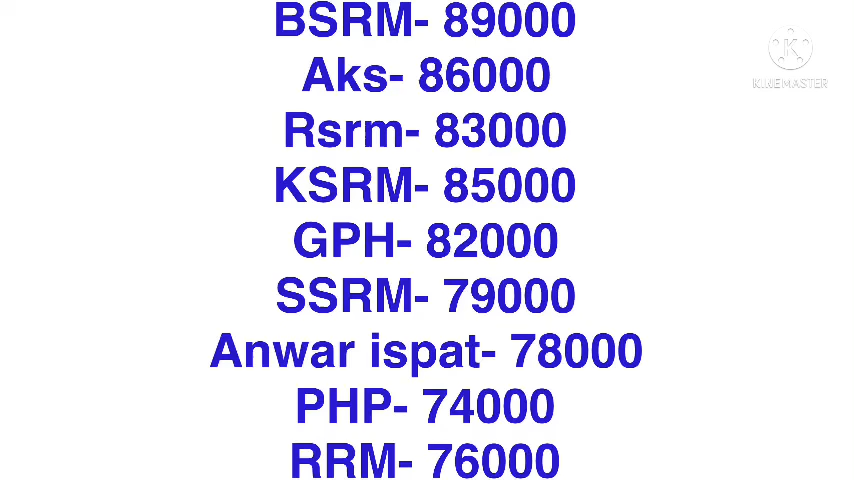 BSRM- 89000
Aks- 86000
Rsrm- 83000
KSRM- 85000
GPH- 82000
SSRM- 79000
Anwar ispat- 78000
PHP- 74000
RRM- 76000
K
KINEMASTER